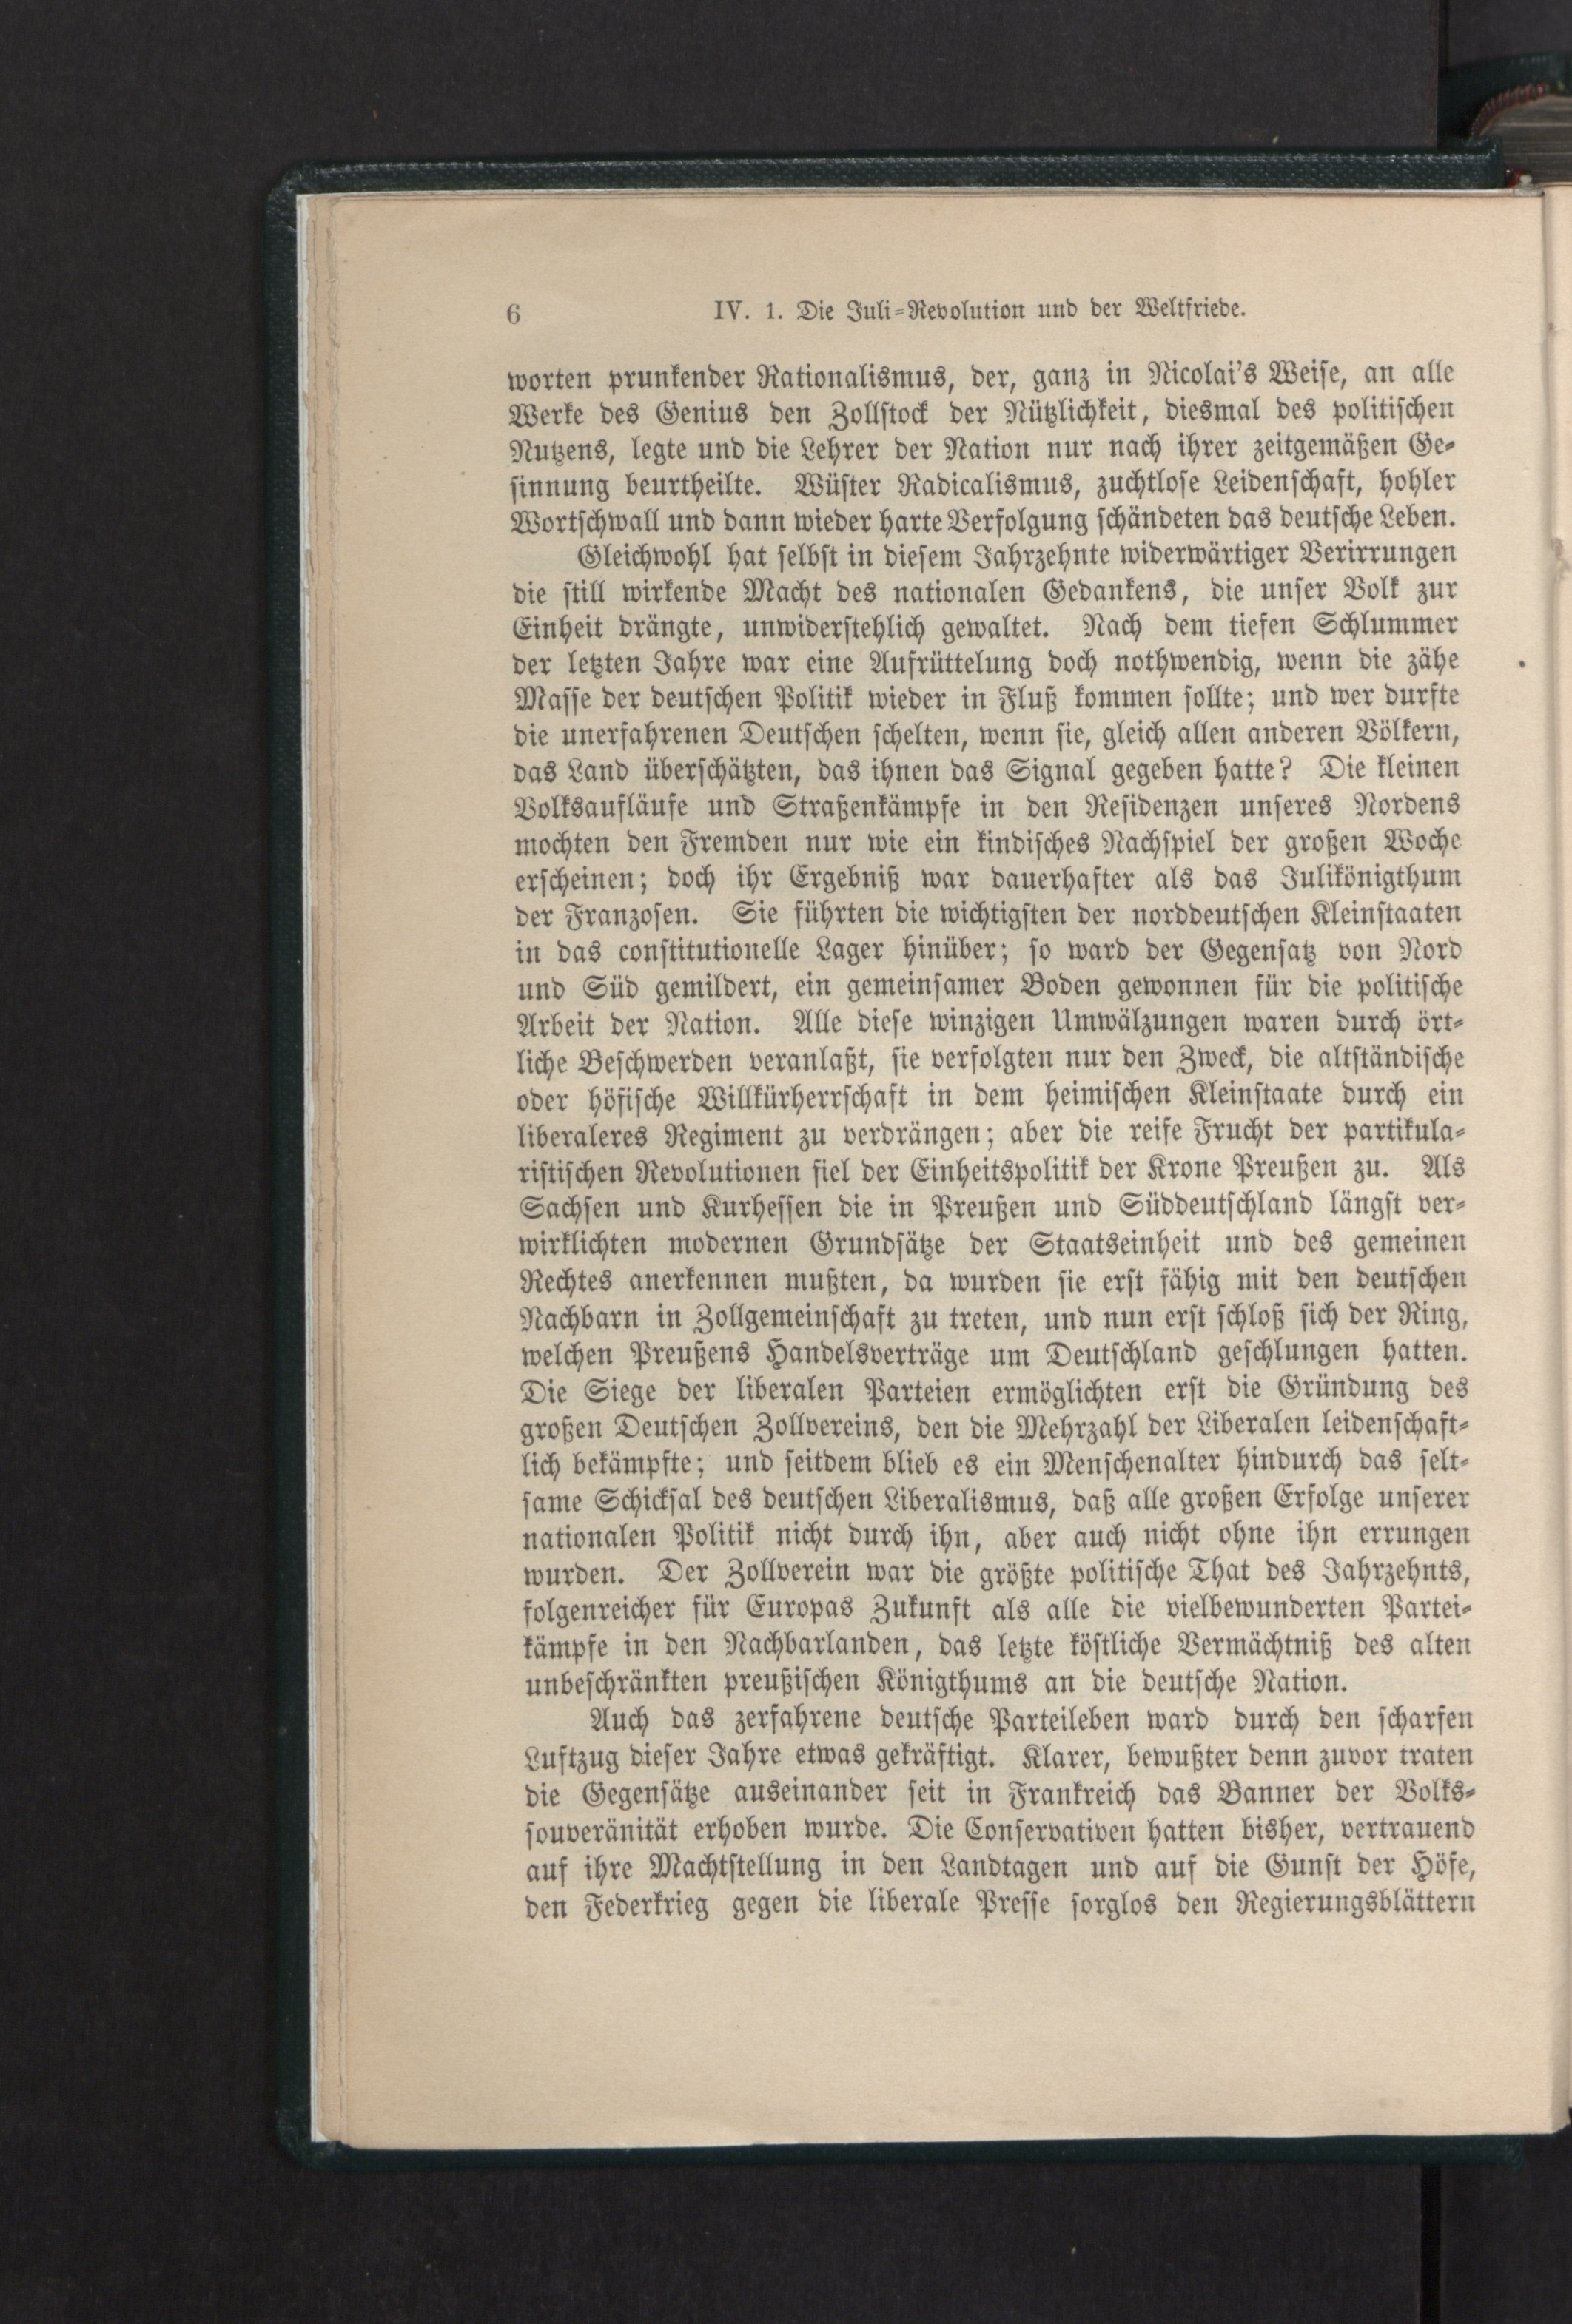 6 IV. 1. Die Juli-Revolution und der Weltfriede.
worten prunkender Rationalismus, der, ganz in Nicolai's Weise, an alle
Werke des Genius den Zollstock der Nützlichkeit, diesmal des politischen
Nutzens, legte und die Lehrer der Nation nur nach ihrer zeitgemäßen Ge-
sinnung beurtheilte. Wüster Radicalismus, zuchtlose Leidenschaft, hohler
Wortschwall und dann wieder harte Verfolgung schändeten das deutsche Leben.
Gleichwohl hat selbst in diesem Jahrzehnte widerwärtiger Verirrungen
die still wirkende Macht des nationalen Gedankens, die unser Volk zur
Einheit drängte, unwiderstehlich gewaltet. Nach dem tiefen Schlummer
der letzten Jahre war eine Aufrüttelung doch nothwendig, wenn die zähe
Masse der deutschen Politik wieder in Fluß kommen sollte; und wer durfte
die unerfahrenen Deutschen schelten, wenn sie, gleich allen anderen Völkern,
das Land überschätzten, das ihnen das Signal gegeben hatte? Die kleinen
Volksaufläufe und Straßenkämpfe in den Residenzen unseres Nordens
mochten den Fremden nur wie ein kindisches Nachspiel der großen Woche
erscheinen; doch ihr Ergebniß war dauerhafter als das Julikönigthum
der Franzosen. Sie führten die wichtigsten der norddeutschen Kleinstaaten
in das constitutionelle Lager hinüber; so ward der Gegensatz von Nord
und Süd gemildert, ein gemeinsamer Boden gewonnen für die politische
Arbeit der Nation. Alle diese winzigen Umwälzungen waren durch ört-
liche Beschwerden veranlaßt, sie verfolgten nur den Zweck, die altständische
oder höfische Willkürherrschaft in dem heimischen Kleinstaate durch ein
liberaleres Regiment zu verdrängen; aber die reife Frucht der partikula-
ristischen Revolutionen fiel der Einheitspolitik der Krone Preußen zu. Als
Sachsen und Kurhessen die in Preußen und Süddeutschland längst ver-
wirklichten modernen Grundsätze der Staatseinheit und des gemeinen
Rechtes anerkennen mußten, da wurden sie erst fähig mit den deutschen
Nachbarn in Zollgemeinschaft zu treten, und nun erst schloß sich der Ring,
welchen Preußens Handelsverträge um Deutschland geschlungen hatten.
Die Siege der liberalen Parteien ermöglichten erst die Gründung des
großen Deutschen Zollvereins, den die Mehrzahl der Liberalen leidenschaft-
lich bekämpfte; und seitdem blieb es ein Menschenalter hindurch das selt-
same Schicksal des deutschen Liberalismus, daß alle großen Erfolge unserer
nationalen Politik nicht durch ihn, aber auch nicht ohne ihn errungen
wurden. Der Zollverein war die größte politische That des Jahrzehnts,
folgenreicher für Europas Zukunft als alle die vielbewunderten Partei-
kämpfe in den Nachbarlanden, das letzte köstliche Vermächtniß des alten
unbeschränkten preußischen Königthums an die deutsche Nation.
Auch das zerfahrene deutsche Parteileben ward durch den scharfen
Luftzug dieser Jahre etwas gekräftigt. Klarer, bewußter denn zuvor traten
die Gegensätze auseinander seit in Frankreich das Banner der Volks-
souveränität erhoben wurde. Die Conservativen hatten bisher, vertrauend
auf ihre Machtstellung in den Landtagen und auf die Gunst der Höfe,
den Federkrieg gegen die liberale Presse sorglos den Regierungsblättern